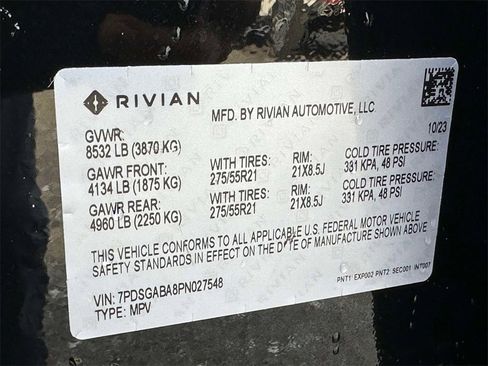 RIVIAN
MFD. BY RIVIAN AUTOMOTIVE, LLC
10/23
GVWR:
8532 LB (3870 KG)
GAWR FRONT: WITH TIRES: RIM: COLD TIRE PRESSURE:
4134 LB (1875 KG) 275/55R21 21X8.5J 331 KPA, 48 PSI
GAWR REAR: WITH TIRES: RIM: COLD TIRE PRESSURE:
4960 LB (2250 KG) 275/55R21 21X8.5J 331 KPA, 48 PSI
THIS VEHICLE CONFORMS TO ALL APPLICABLE U.S. FEDERAL MOTOR VEHICLE
SAFETY STANDARDS IN EFFECT ON THE DATE OF MANUFACTURE SHOWN ABOVE
VIN: 7PDSGABA8PN027548
TYPE: MPV
PNT1 EXP002 PNT2 SEC001 INT007